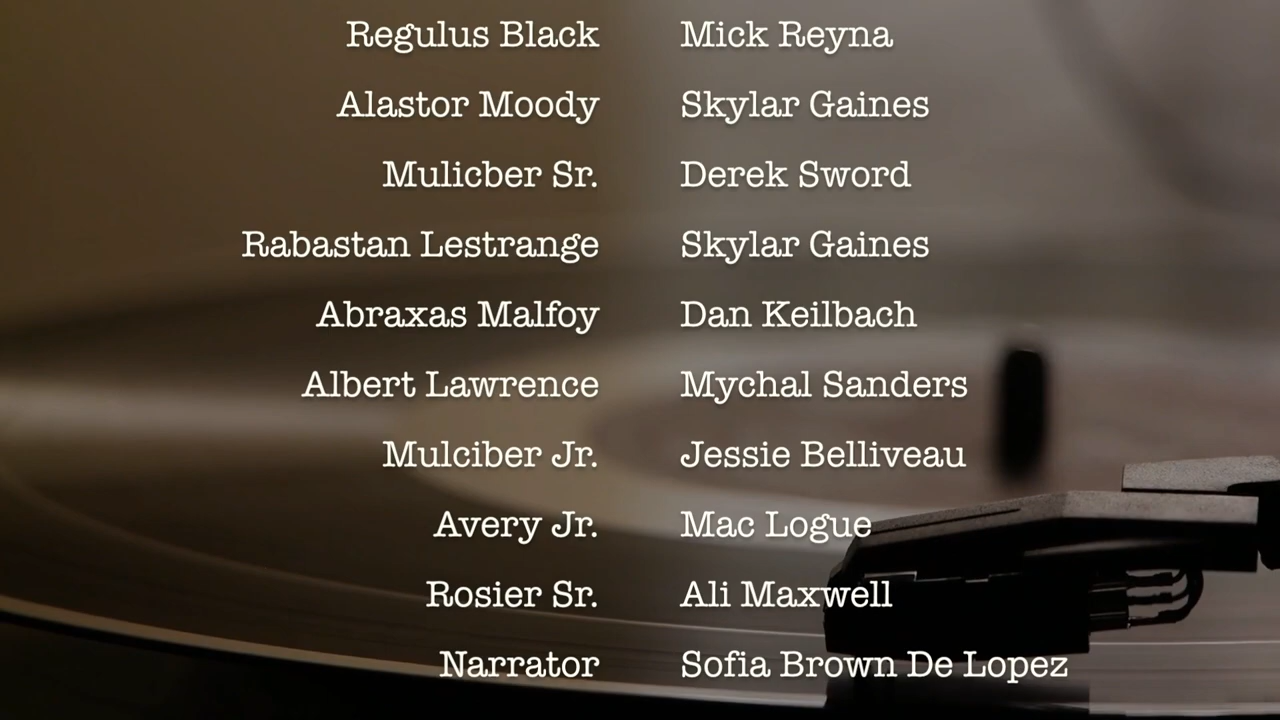 Regulus Black Mick Reyna
Alastor Moody Skylar Gaines
Mulicber Sr. Derek Sword
Rabastan Lestrange Skylar Gaines
Abraxas Malfoy Dan Keilbach
Albert Lawrence Mychal Sanders
Mulciber Jr. Jessie Belliveau
Avery Jr. Mac Logue
Rosier Sr. Ali Maxwell
Narrator Sofia Brown De Lopez